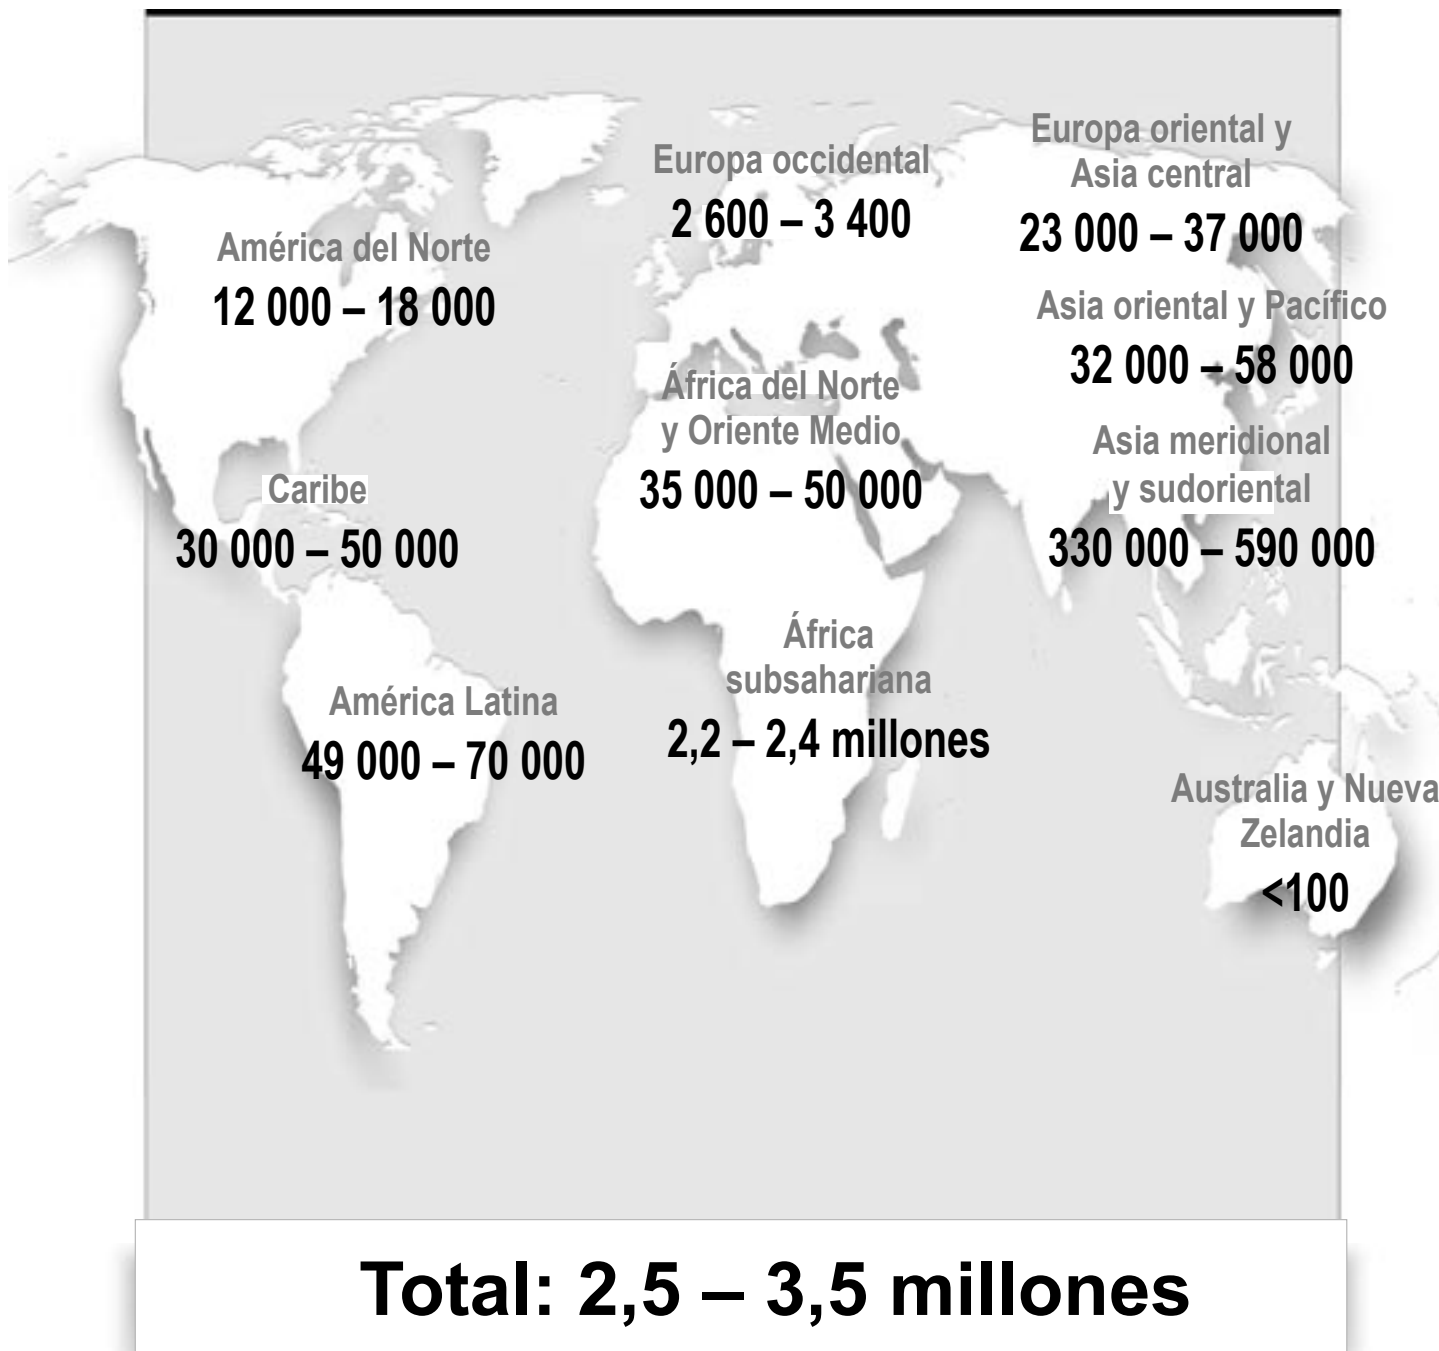 Europa occidental
2 600 – 3 400
Europa oriental y
Asia central
23 000 – 37 000
América del Norte
12 000 – 18 000
Asia oriental y Pacífico
32 000 – 58 000
África del Norte
y Oriente Medio
35 000 – 50 000
Asia meridional
y sudoriental
330 000 – 590 000
Caribe
30 000 – 50 000
África
subsahariana
2,2 – 2,4 millones
América Latina
49 000 – 70 000
Australia y Nueva
Zelandia
<100
Total: 2,5 – 3,5 millones